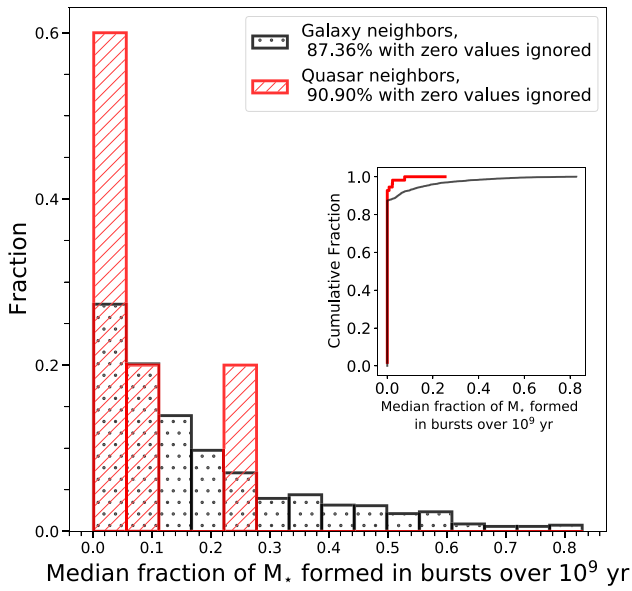 Galaxy neighbors,
87.36% with zero values ignored
Quasar neighbors,
90.90% with zero values ignored
Fraction
0.6
0.4
0.2
0.0
0.0 0.1 0.2 0.3 0.4 0.5 0.6 0.7 0.8
Median fraction of M⋆ formed in bursts over 10⁹ yr
Cumulative Fraction
1.0
0.8
0.6
0.4
0.2
0.0
0.0 0.2 0.4 0.6 0.8
Median fraction of M⋆ formed
in bursts over 10⁹ yr